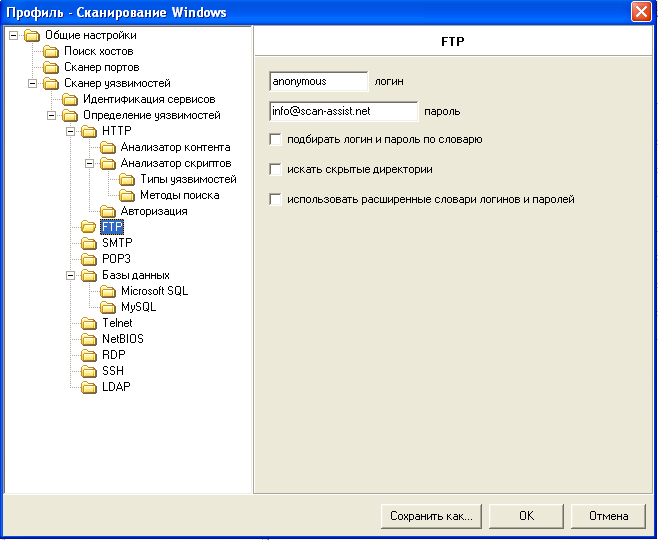 Профиль - Сканирование Windows
Общие настройки
Поиск хостов
Сканер портов
Сканер уязвимостей
Идентификация сервисов
Определение уязвимостей
HTTP
Анализатор контента
Анализатор скриптов
Типы уязвимостей
Методы поиска
Авторизация
FTP
SMTP
POP3
Базы данных
Microsoft SQL
MySQL
Telnet
NetBIOS
RDP
SSH
LDAP
FTP
anonymous логин
info@scan-assist.net пароль
подбирать логин и пароль по словарю
искать скрытые директории
использовать расширенные словари логинов и паролей
Сохранить как... OK Отмена